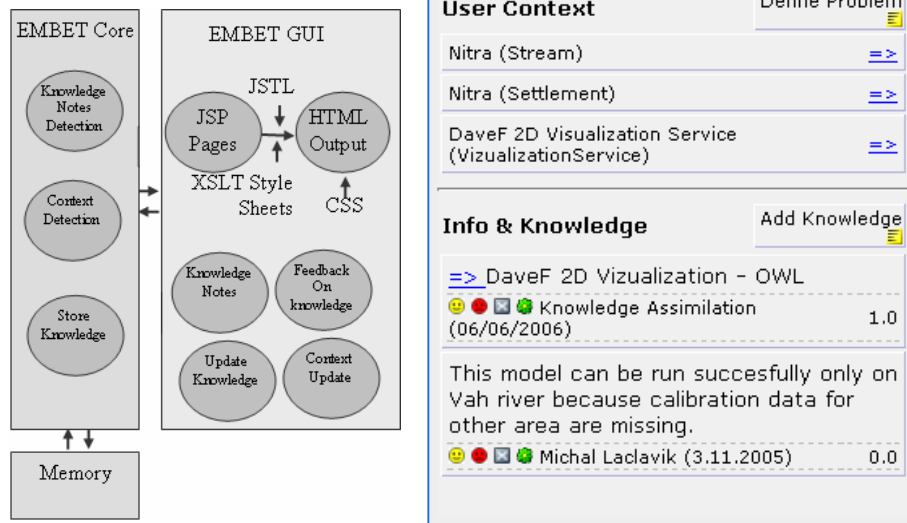 EMBET Core
Knowledge
Notes
Detection
Context
Detection
Store
Knowledge
Memory
EMBET GUI
JSTL
JSP
Pages
HTML
Output
XSLT Style
Sheets
CSS
Knowledge
Notes
Feedback
On
knowledge
Update
Knowledge
Context
Update
User Context
Define Problem
Nitra (Stream)
=>
Nitra (Settlement)
=>
DaveF 2D Visualization Service
(VizualizationService)
=>
Info & Knowledge
Add Knowledge
=> DaveF 2D Vizualization - OWL
Knowledge Assimilation
(06/06/2006)
1.0
This model can be run succesfully only on
Vah river because calibration data for
other area are missing.
Michal Laclavik (3.11.2005)
0.0